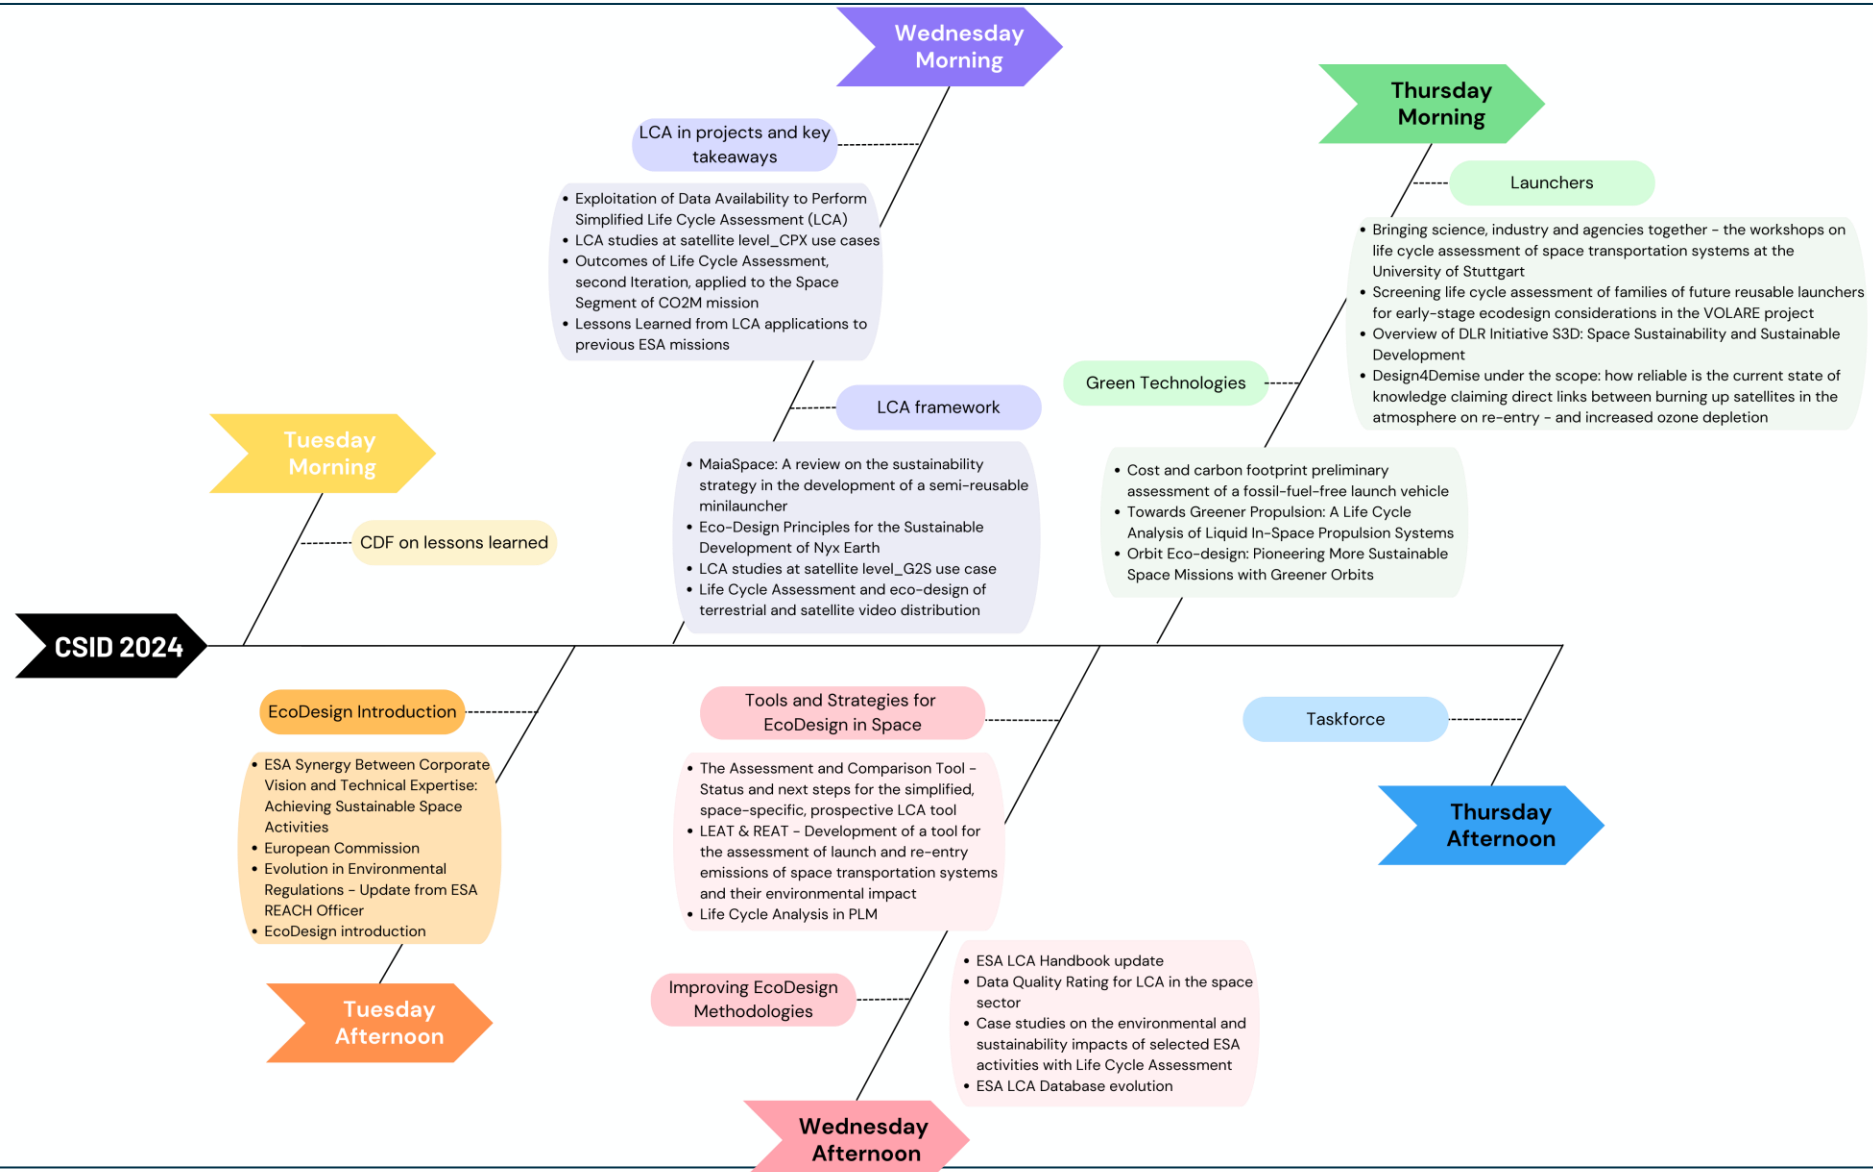 CSID 2024
Tuesday
Morning
CDF on lessons learned
EcoDesign Introduction
• ESA Synergy Between Corporate
Vision and Technical Expertise:
Achieving Sustainable Space
Activities
• European Commission
• Evolution in Environmental
Regulations - Update from ESA
REACH Officer
• EcoDesign introduction
Tuesday
Afternoon
Wednesday
Morning
LCA in projects and key
takeaways
• Exploitation of Data Availability to Perform
Simplified Life Cycle Assessment (LCA)
• LCA studies at satellite level_CPX use cases
• Outcomes of Life Cycle Assessment,
second Iteration, applied to the Space
Segment of CO2M mission
• Lessons Learned from LCA applications to
previous ESA missions
LCA framework
• MaiaSpace: A review on the sustainability
strategy in the development of a semi-reusable
minilauncher
• Eco-Design Principles for the Sustainable
Development of Nyx Earth
• LCA studies at satellite level_G2S use case
• Life Cycle Assessment and eco-design of
terrestrial and satellite video distribution
Tools and Strategies for
EcoDesign in Space
• The Assessment and Comparison Tool -
Status and next steps for the simplified,
space-specific, prospective LCA tool
• LEAT & REAT - Development of a tool for
the assessment of launch and re-entry
emissions of space transportation systems
and their environmental impact
• Life Cycle Analysis in PLM
Improving EcoDesign
Methodologies
• ESA LCA Handbook update
• Data Quality Rating for LCA in the space
sector
• Case studies on the environmental and
sustainability impacts of selected ESA
activities with Life Cycle Assessment
• ESA LCA Database evolution
Wednesday
Afternoon
Thursday
Morning
Launchers
• Bringing science, industry and agencies together - the workshops on
life cycle assessment of space transportation systems at the
University of Stuttgart
• Screening life cycle assessment of families of future reusable launchers
for early-stage ecodesign considerations in the VOLARE project
• Overview of DLR Initiative S3D: Space Sustainability and Sustainable
Development
• Design4Demise under the scope: how reliable is the current state of
knowledge claiming direct links between burning up satellites in the
atmosphere on re-entry - and increased ozone depletion
Green Technologies
• Cost and carbon footprint preliminary
assessment of a fossil-fuel-free launch vehicle
• Towards Greener Propulsion: A Life Cycle
Analysis of Liquid In-Space Propulsion Systems
• Orbit Eco-design: Pioneering More Sustainable
Space Missions with Greener Orbits
Taskforce
Thursday
Afternoon